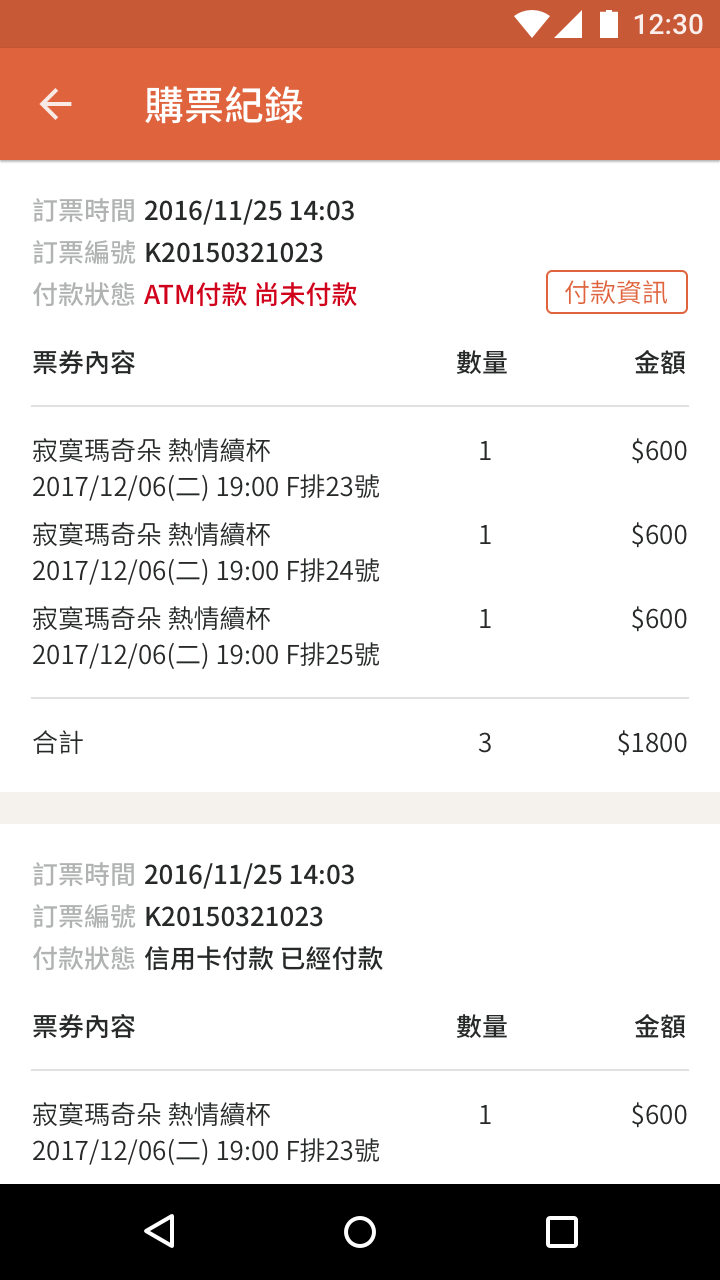 12:30
購票紀錄
訂票時間 2016/11/25 14:03
訂票編號 K20150321023
付款狀態 ATM付款 尚未付款
付款資訊
票券內容 數量 金額
寂寞瑪奇朵 熱情續杯 1 $600
2017/12/06(二) 19:00 F排23號
寂寞瑪奇朵 熱情續杯 1 $600
2017/12/06(二) 19:00 F排24號
寂寞瑪奇朵 熱情續杯 1 $600
2017/12/06(二) 19:00 F排25號
合計 3 $1800
訂票時間 2016/11/25 14:03
訂票編號 K20150321023
付款狀態 信用卡付款 已經付款
票券內容 數量 金額
寂寞瑪奇朵 熱情續杯 1 $600
2017/12/06(二) 19:00 F排23號